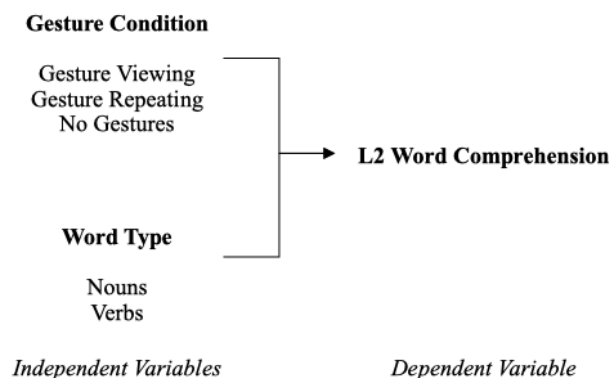 Gesture Condition
Gesture Viewing
Gesture Repeating
No Gestures
L2 Word Comprehension
Word Type
Nouns
Verbs
Independent Variables
Dependent Variable